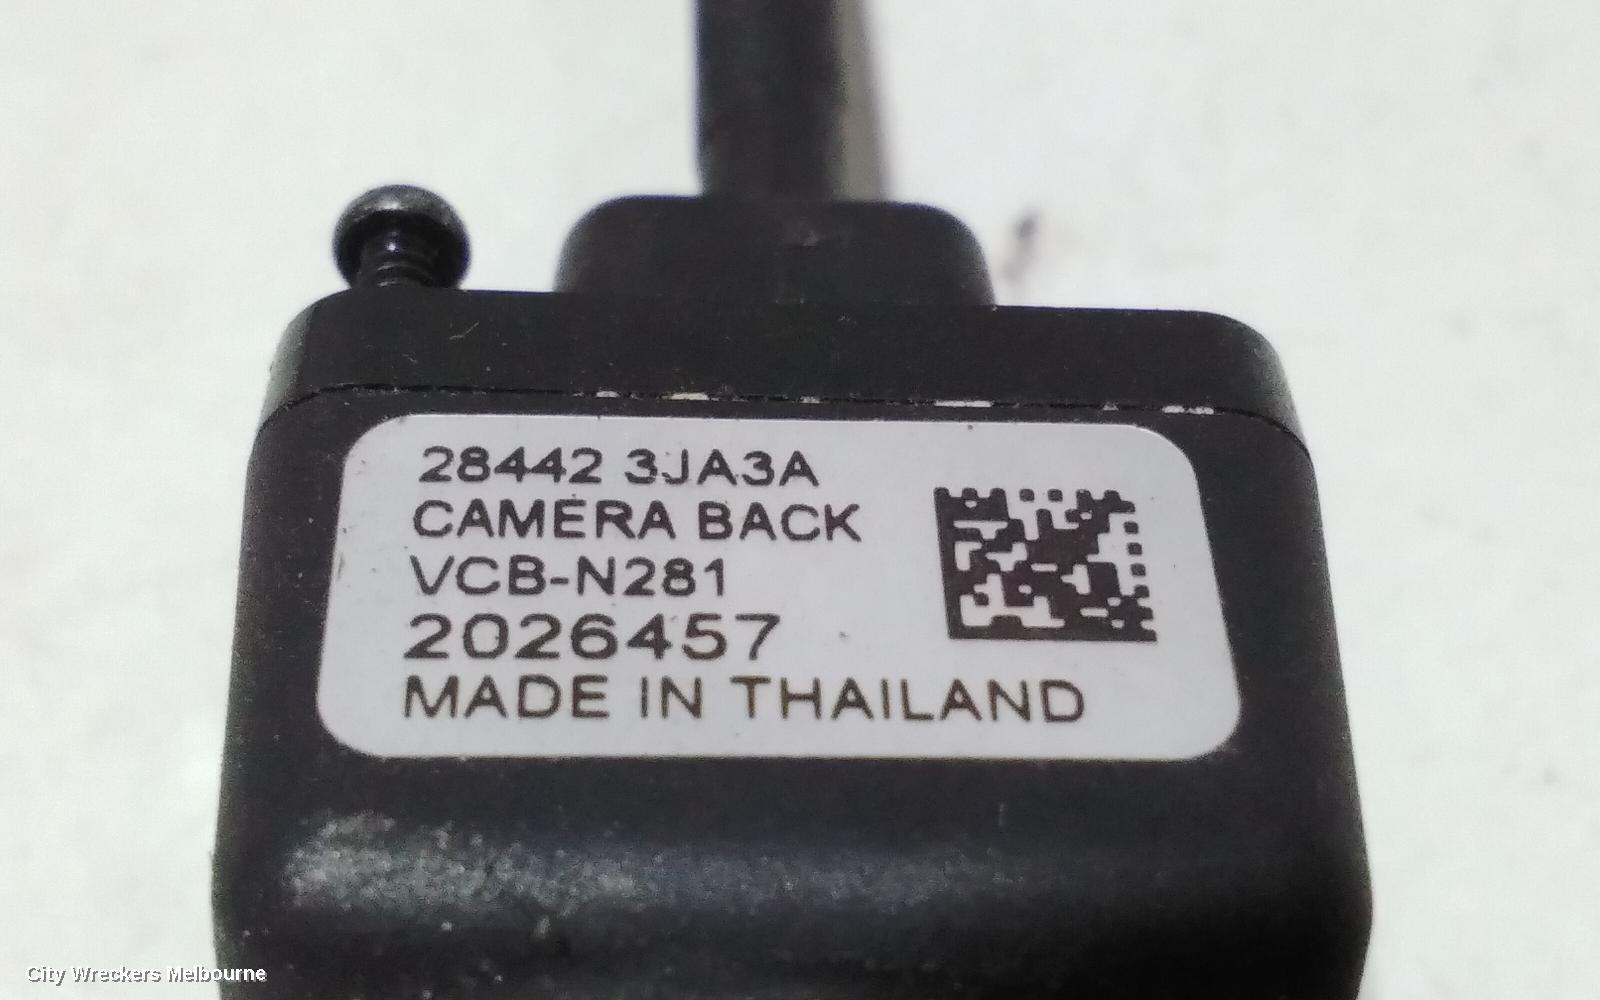 28442 3JA3A
CAMERA BACK
VCB-N281
2026457
MADE IN THAILAND
City Wreckers Melbourne